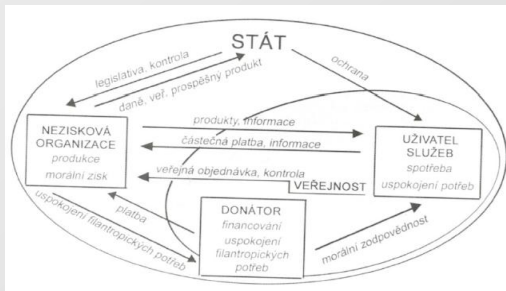 STÁT
legislativa, kontrola
daně, veř. prospěšný produkt
ochrana
NEZISKOVÁ
ORGANIZACE
produkce
morální zisk
produkty, informace
částečná platba, informace
veřejná objednávka, kontrola
VEŘEJNOST
UŽIVATEL
SLUŽEB
spotřeba
uspokojení potřeb
uspokojení filantropických potřeb
platba
DONÁTOR
financování
uspokojení
filantropických
potřeb
morální zodpovědnost